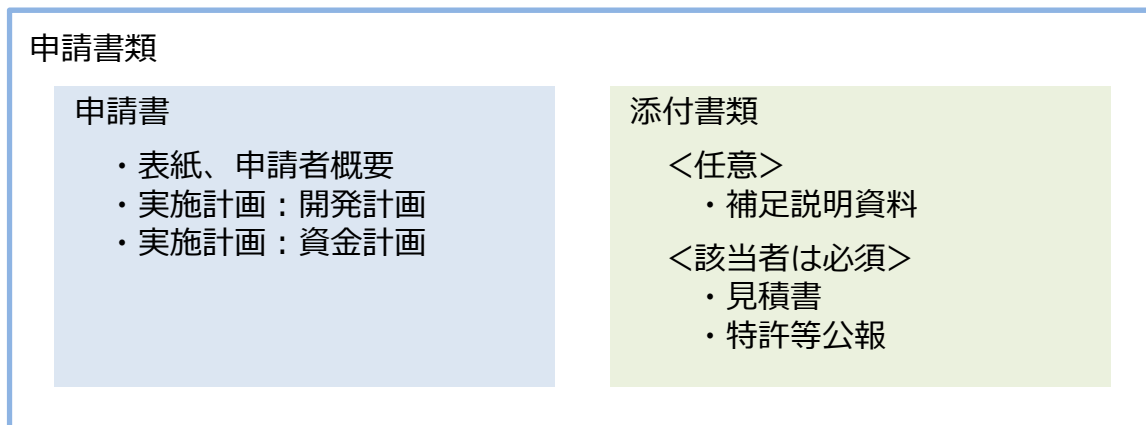 申請書類
申請書
・表紙、申請者概要
・実施計画：開発計画
・実施計画：資金計画
添付書類
＜任意＞
・補足説明資料
＜該当者は必須＞
・見積書
・特許等公報